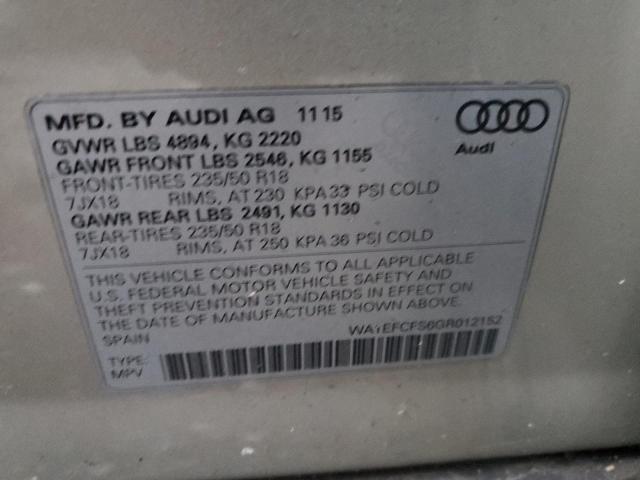 MFD. BY AUDI AG 11 15
GVWR LBS 4894, KG 2220
GAWR FRONT LBS 2546, KG 1155
FRONT-TIRES 235/50 R18
7JX18 RIMS, AT 230 KPA 33 PSI COLD
GAWR REAR LBS 2491, KG 1130
REAR-TIRES 235/50 R18
7JX18 RIMS, AT 250 KPA 36 PSI COLD
THIS VEHICLE CONFORMS TO ALL APPLICABLE
U.S. FEDERAL MOTOR VEHICLE SAFETY AND
THEFT PREVENTION STANDARDS IN EFFECT ON
THE DATE OF MANUFACTURE SHOWN ABOVE.
SPAIN
WA1EFCFS6GR012152
TYPE:
MPV
Audi